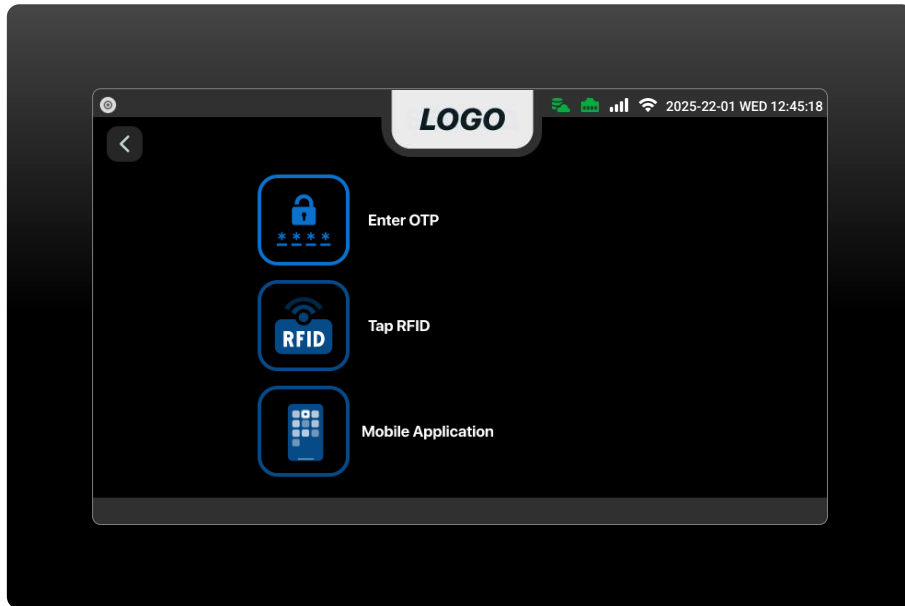 LOGO
2025-22-01 WED 12:45:18
* * * *
Enter OTP
RFID
Tap RFID
Mobile Application